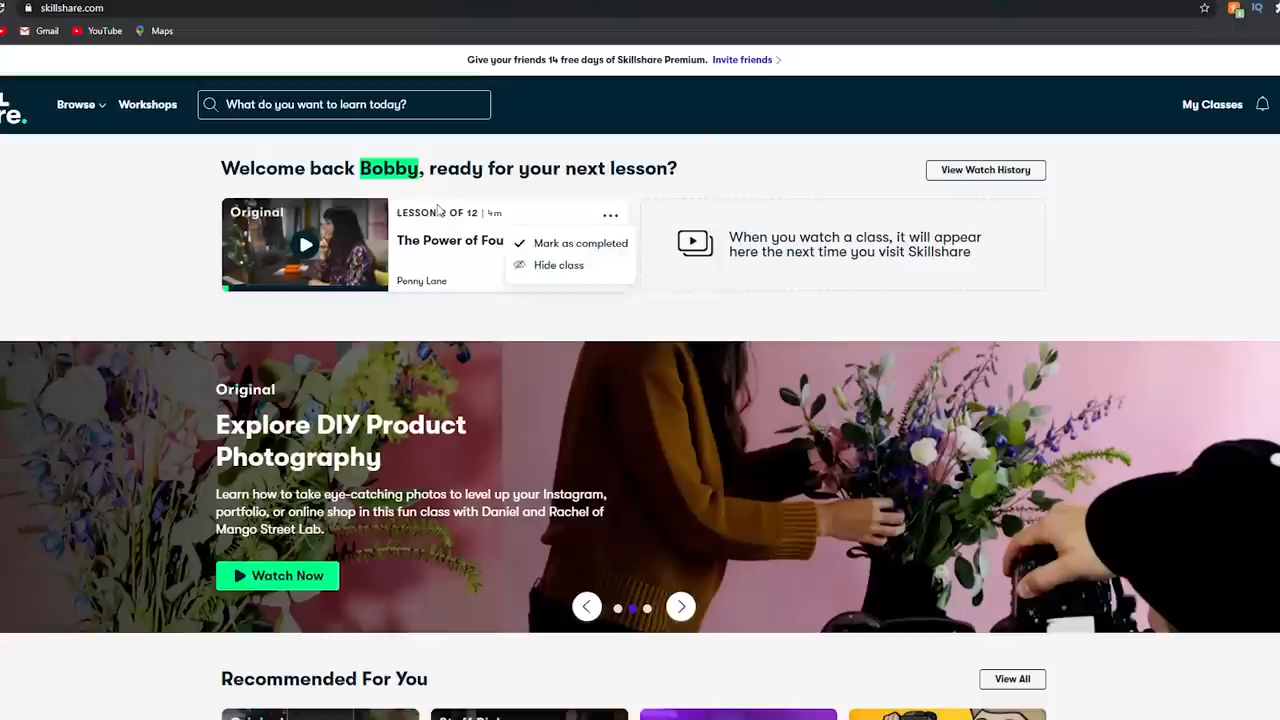 skillshare.com
Gmail YouTube Maps
Give your friends 14 free days of Skillshare Premium. Invite friends
re.
Browse Workshops What do you want to learn today? My Classes
Welcome back Bobby, ready for your next lesson?
View Watch History
Original
LESSON OF 12 | 4m
The Power of Fou
Mark as completed
Hide class
Penny Lane
When you watch a class, it will appear
here the next time you visit Skillshare
Original
Explore DIY Product
Photography
Learn how to take eye-catching photos to level up your Instagram,
portfolio, or online shop in this fun class with Daniel and Rachel of
Mango Street Lab.
Watch Now
Recommended For You
View All